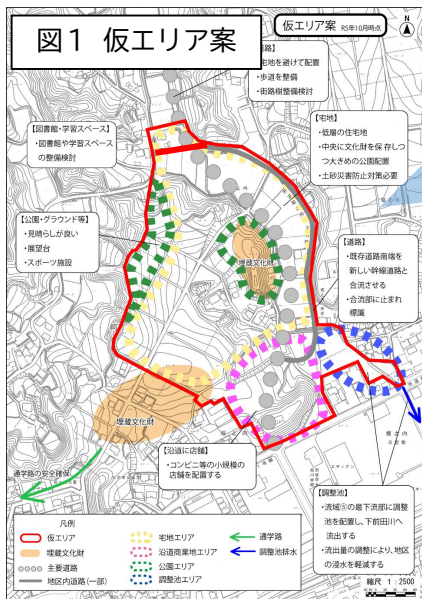 図１ 仮エリア案
仮エリア案 R5年10月時点
N
道路】
宅地を避けて配置
・歩道を整備
・街路樹整備検討
【図書館・学習スペース】
・図書館や学習スペース
の整備検討
【宅地】
・低層の住宅地
・中央に文化財を保存しつ
つ大きめの公園配置
・土砂災害防止対策必要
【公園・グラウンド等】
・見晴らしが良い
・展望台
・スポーツ施設
【道路】
・既存道路南端を
新しい幹線道路と
合流させる
・合流部に止まれ
標識
埋蔵文化財
埋蔵文化財
【沿道に店舗】
・コンビニ等の小規模の
店舗を配置する
通学路の安全確保
エディオン
【調整池】
・流域③の最下流部に調整
池を配置し、下前田川へ
流出する
・流出量の調整により、地区
の浸水を軽減する
凡例
仮エリア
埋蔵文化財
主要道路
地区内道路（一部）
宅地エリア
沿道商業地エリア
公園エリア
調整池エリア
通学路
調整池排水
縮尺 1：2500